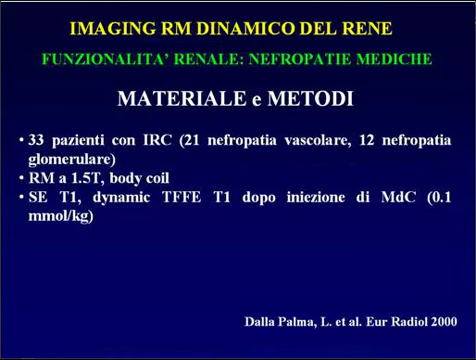 IMAGING RM DINAMICO DEL RENE
FUNZIONALITA’ RENALE: NEFROPATIE MEDICHE
MATERIALE e METODI
• 33 pazienti con IRC (21 nefropatia vascolare, 12 nefropatia
glomerulare)
• RM a 1.5T, body coil
• SE T1, dynamic TFFE T1 dopo iniezione di MdC (0.1
mmol/kg)
Dalla Palma, L. et al. Eur Radiol 2000